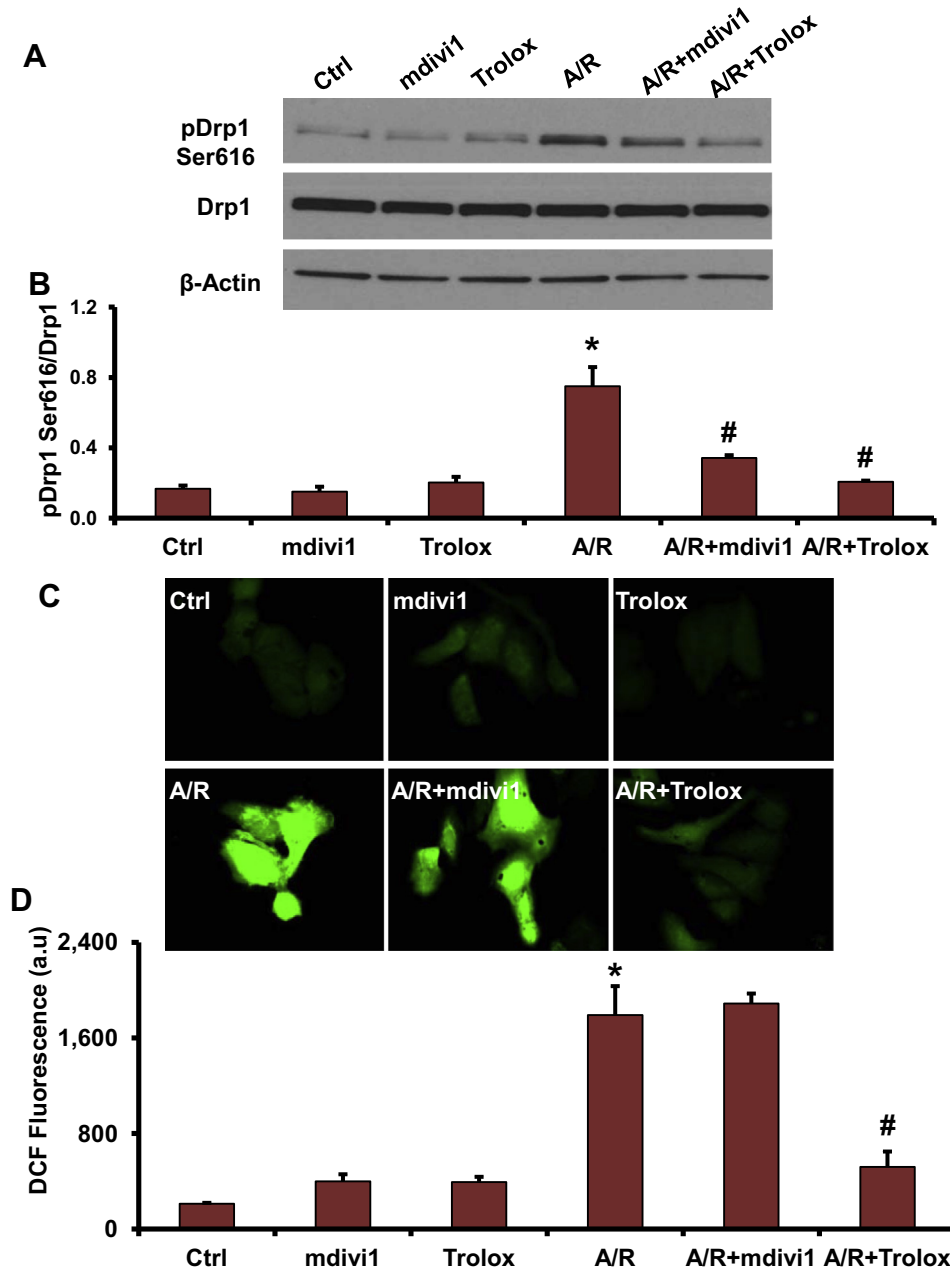 A
Ctrl mdivi1 Trolox A/R A/R+mdivi1 A/R+Trolox
pDrp1
Ser616
Drp1
β-Actin
B
pDrp1 Ser616/Drp1
1.2
0.8
0.4
0.0
*
#
#
Ctrl mdivi1 Trolox A/R A/R+mdivi1 A/R+Trolox
C
Ctrl mdivi1 Trolox
A/R A/R+mdivi1 A/R+Trolox
D
DCF Fluorescence (a.u)
2,400
1,600
800
0
*
#
Ctrl mdivi1 Trolox A/R A/R+mdivi1 A/R+Trolox